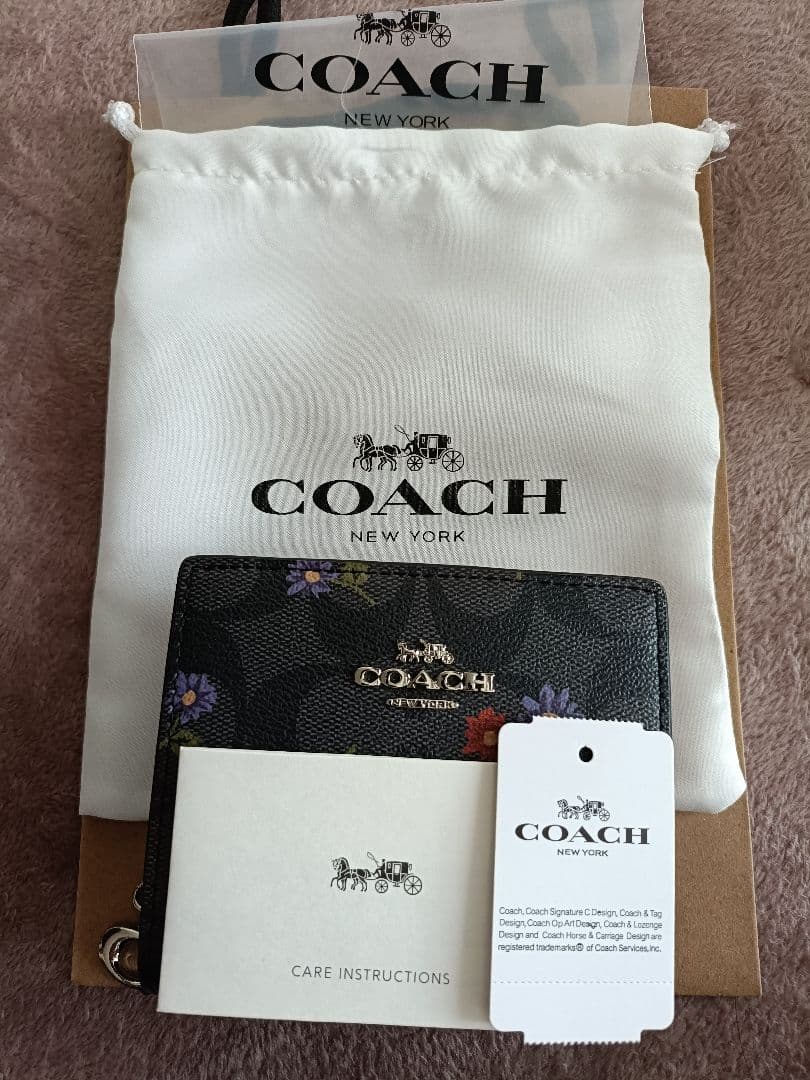 COACH
NEW YORK
COACH
NEW YORK
COACH
NEW YORK
COACH
NEW YORK
Coach, Coach Signature C Design, Coach & Tag
Design, Coach Op Art Design, Coach & Lozenge
Design and Coach Horse & Carriage Design are
registered trademarks® of Coach Services, Inc.
CARE INSTRUCTIONS